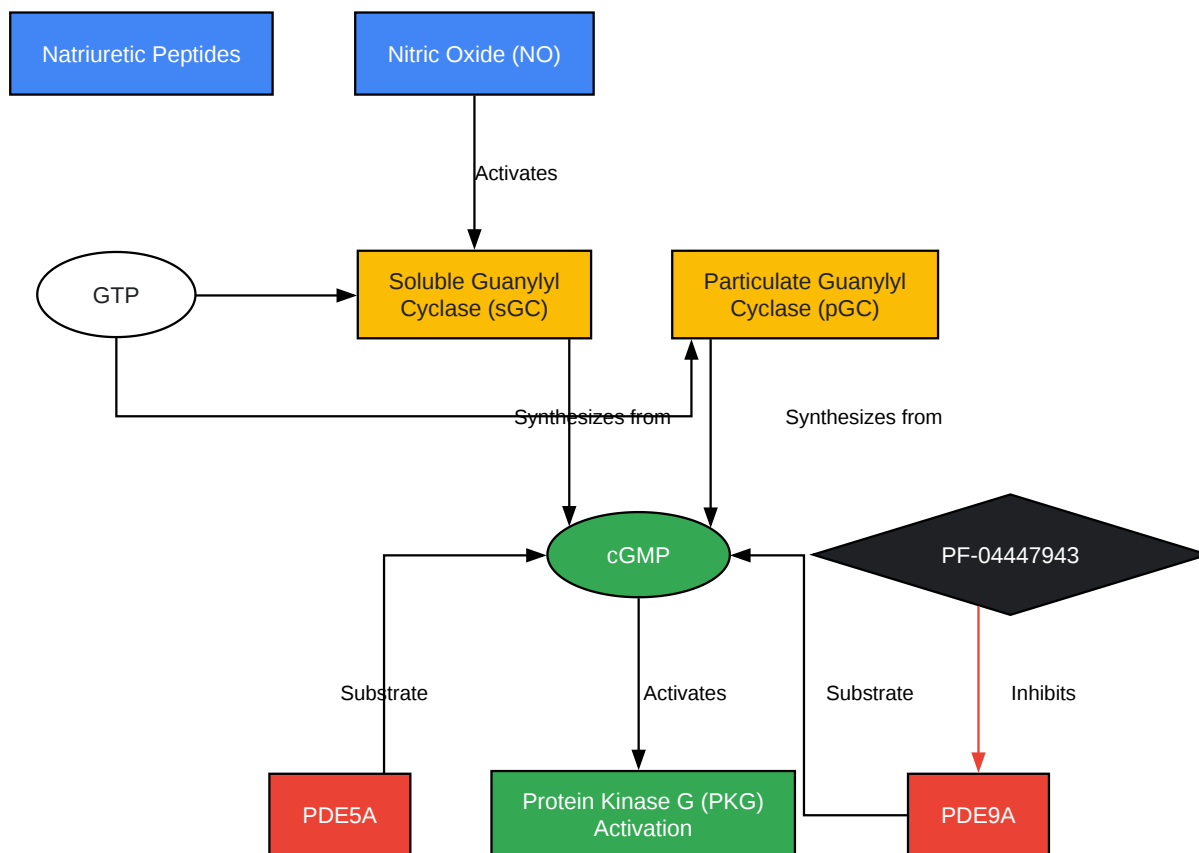 Natriuretic Peptides
Nitric Oxide (NO)
Activates
GTP
Soluble Guanylyl
Cyclase (sGC)
Particulate Guanylyl
Cyclase (pGC)
Synthesizes from
Synthesizes from
cGMP
PF-04447943
Substrate
Activates
Substrate
Inhibits
PDE5A
Protein Kinase G (PKG)
Activation
PDE9A